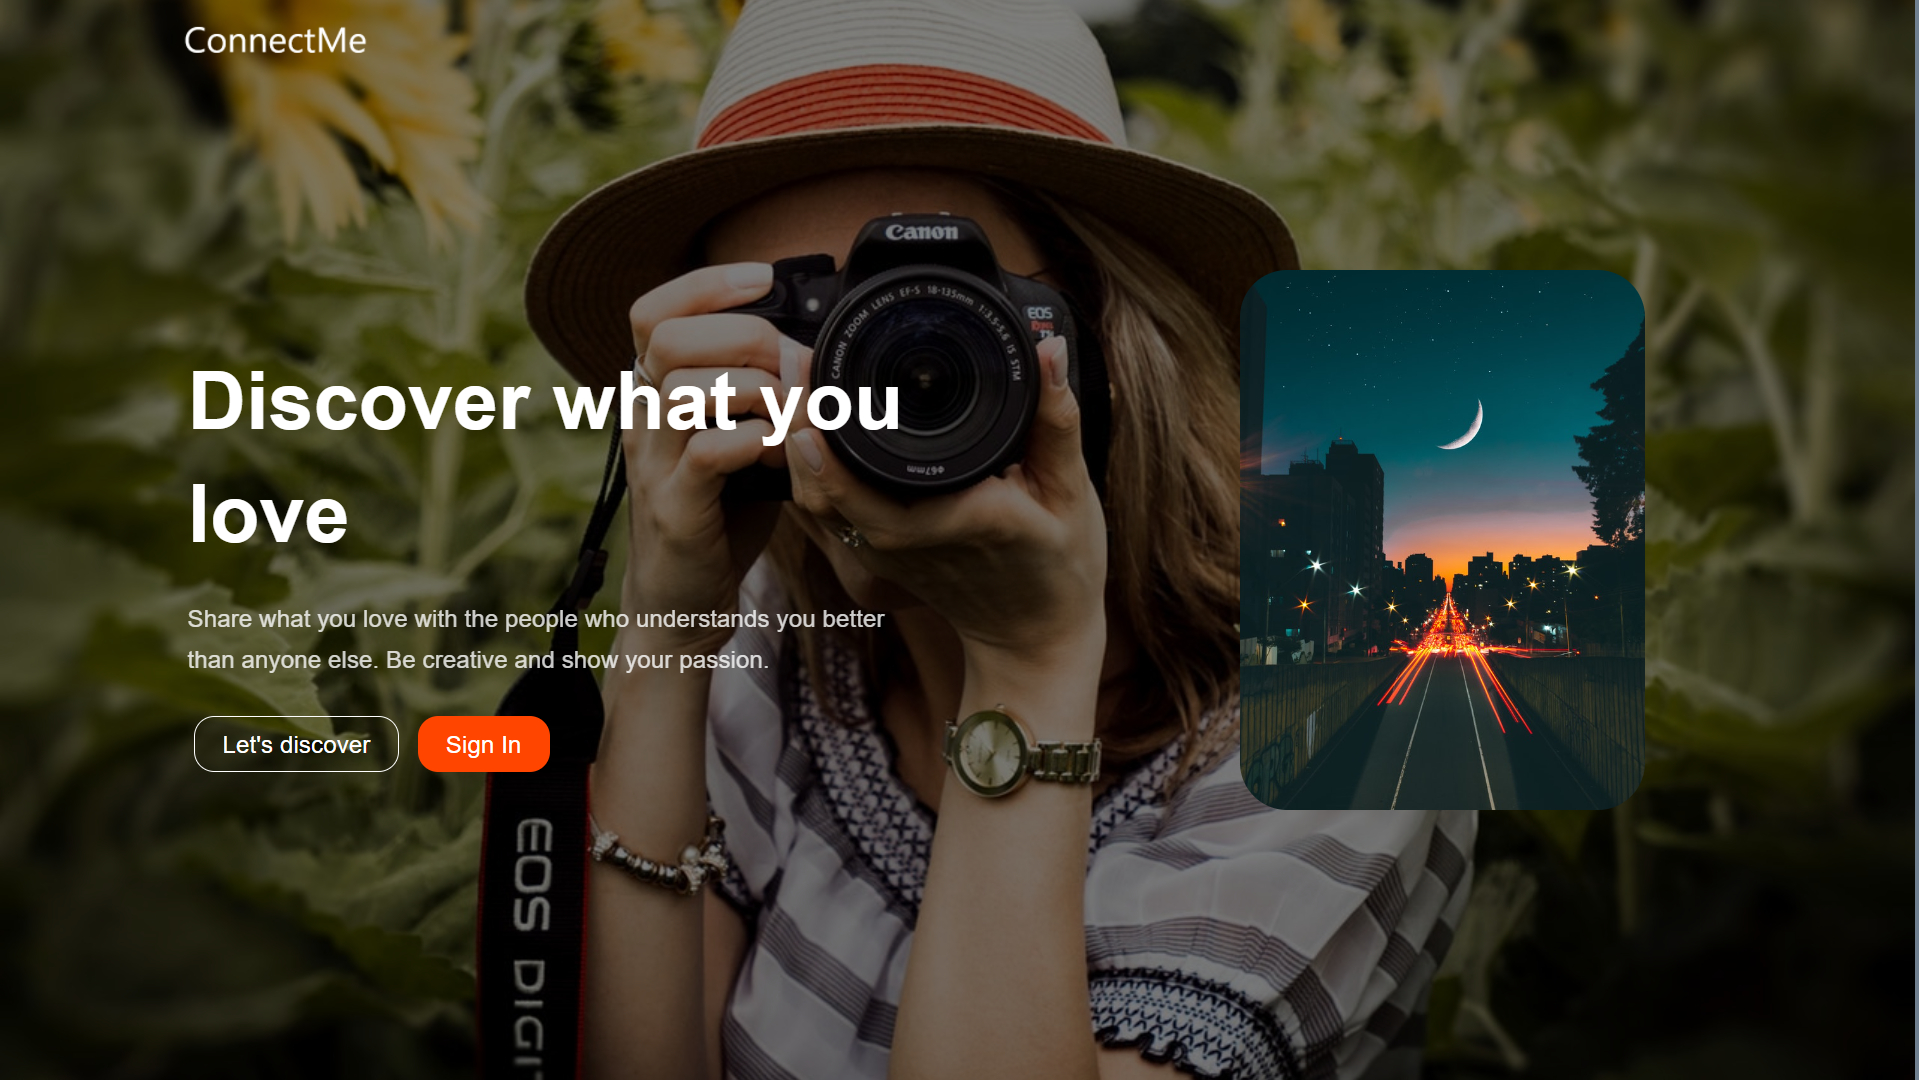 ConnectMe
Canon
CANON ZOOM LENS EF-S 18-135mm 1:3.5-5.6 IS STM
EOS
Φ67mm
Discover what you
love
Share what you love with the people who understands you better
than anyone else. Be creative and show your passion.
Let's discover
Sign In
EOS DIGI